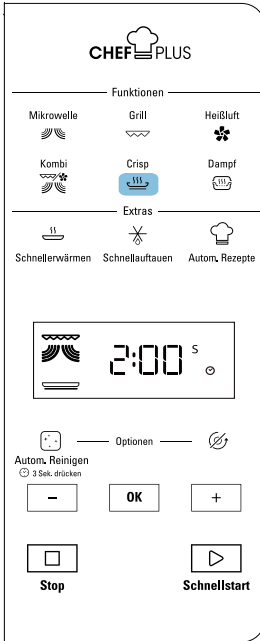 CHEF PLUS
Funktionen
Mikrowelle Grill Heißluft
Kombi Crisp Dampf
Extras
Schnellerwärmen Schnellauftauen Autom. Rezepte
2:00 S
Optionen
Autom. Reinigen
3 Sek. drücken
− OK +
Stop Schnellstart